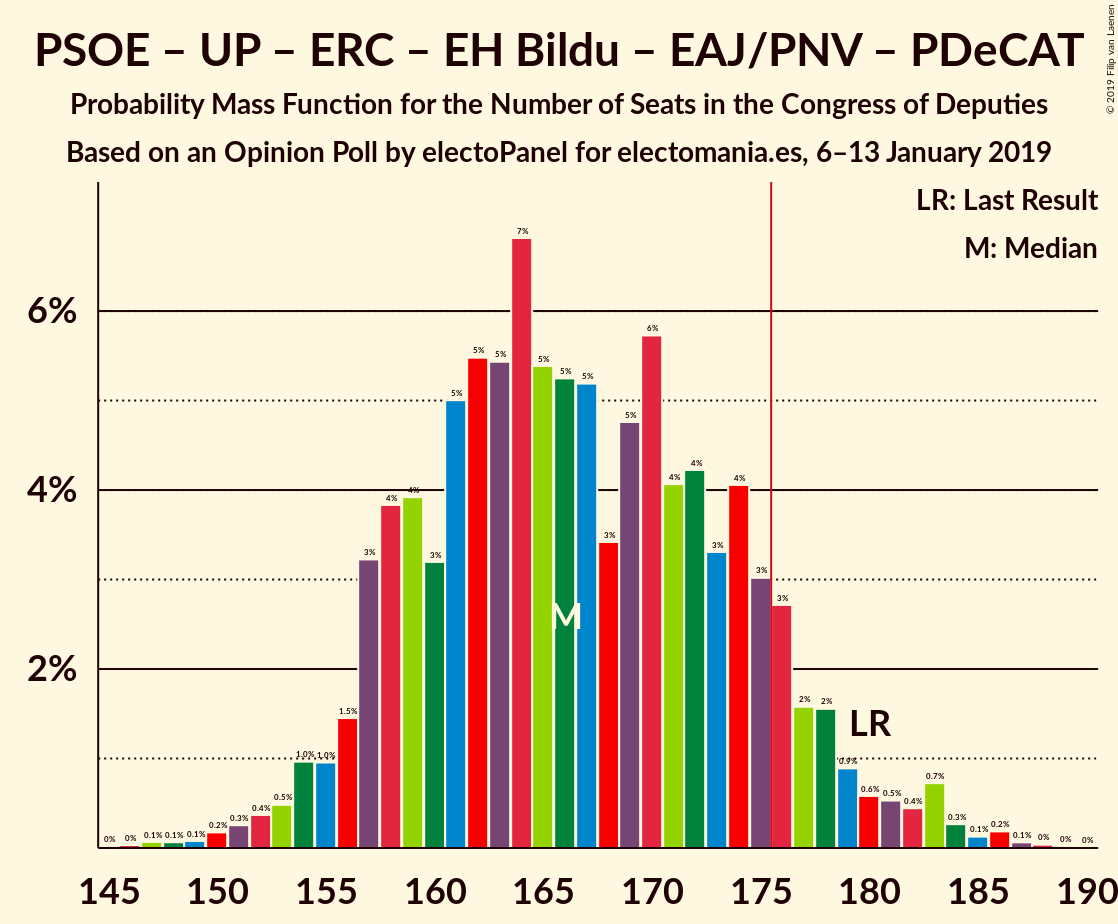 PSOE – UP – ERC – EH Bildu – EAJ/PNV – PDeCAT
Probability Mass Function for the Number of Seats in the Congress of Deputies
Based on an Opinion Poll by electoPanel for electomania.es, 6–13 January 2019
© 2019 Filip van Laenen
LR: Last Result
M: Median
6%
4%
2%
0% 0% 0.1% 0.1% 0.1% 0.2% 0.3% 0.4% 0.5% 1.0% 1.0% 1.5% 3% 4% 4% 3% 5% 5% 5% 7% 5% 5% 5% 3% 5% 6% 4% 4% 3% 4% 3% 3% 2% 2% 0.9% 0.6% 0.5% 0.4% 0.7% 0.3% 0.1% 0.2% 0.1% 0% 0% 0%
M
LR
145 150 155 160 165 170 175 180 185 190